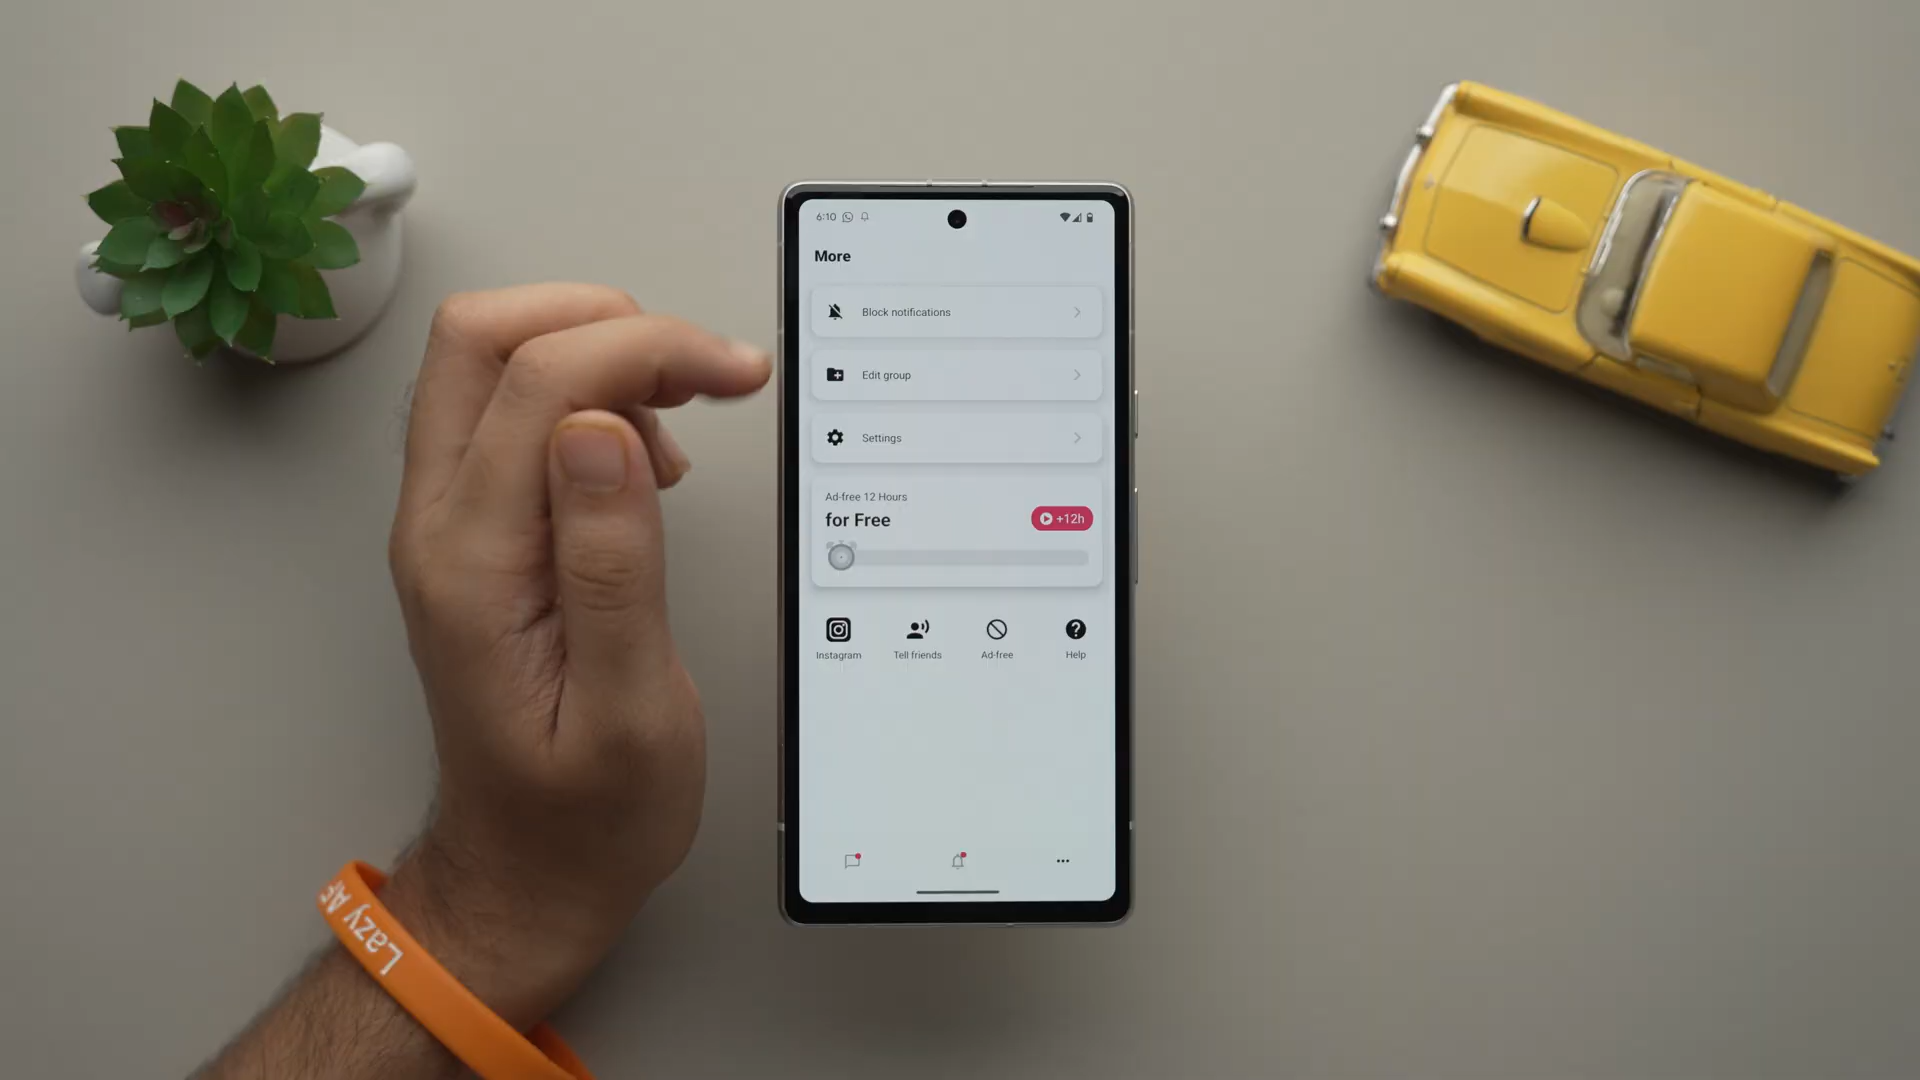 6:10
More
Block notifications
Edit group
Settings
Ad-free 12 Hours
for Free
+12h
Instagram
Tell friends
Ad-free
Help
Lazy AF